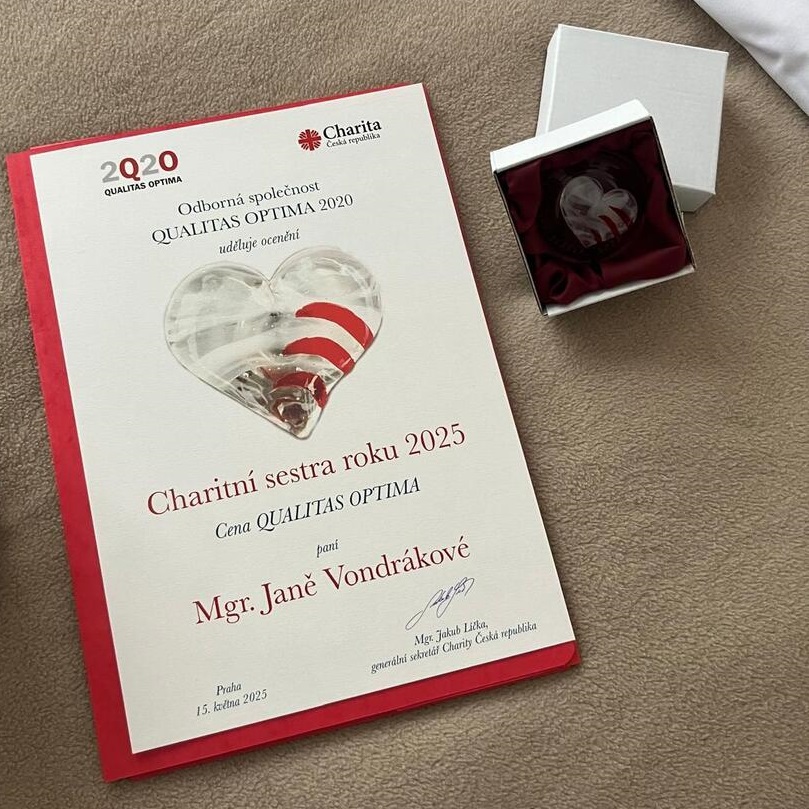 2Q20
QUALITAS OPTIMA
Charita
Česká republika
Odborná společnost
QUALITAS OPTIMA 2020
uděluje ocenění
Charitní sestra roku 2025
Cena QUALITAS OPTIMA
paní
Mgr. Janě Vondrákové
Mgr. Jakub Líčka,
generální sekretář Charity Česká republika
Praha
15. května 2025